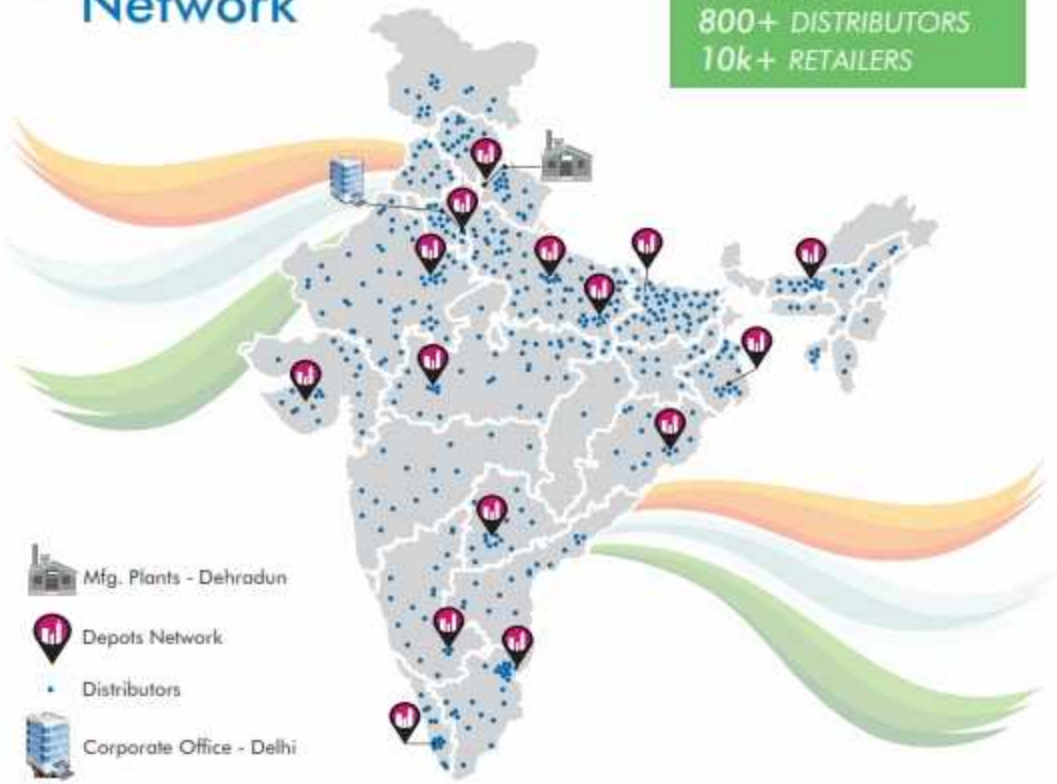 Network
800+ DISTRIBUTORS
10k+ RETAILERS
Mfg. Plants - Dehradun
Depots Network
Distributors
Corporate Office - Delhi